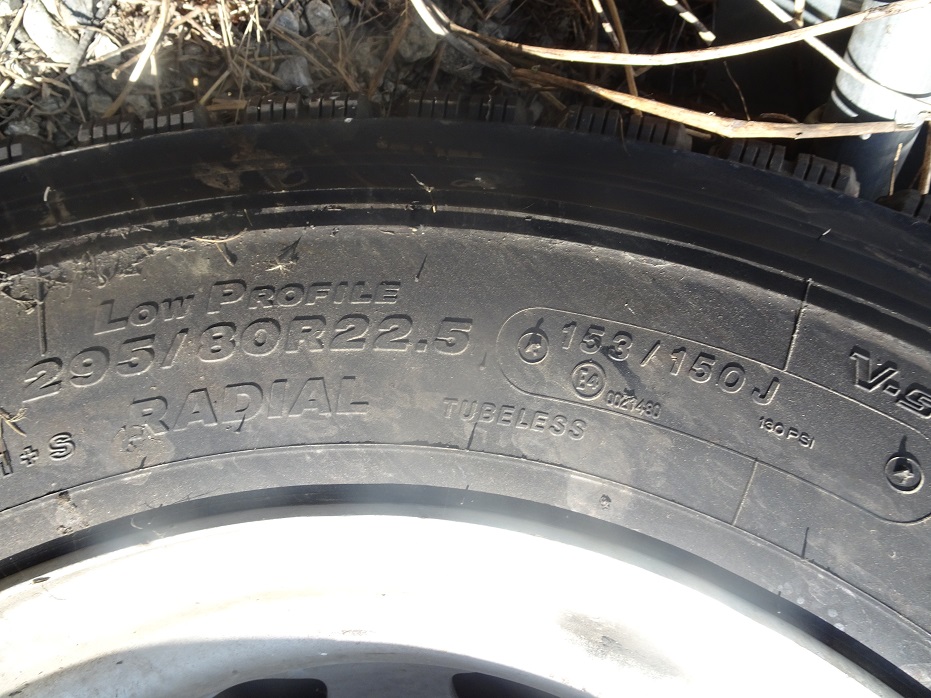 LOW PROFILE
295/80R22.5
RADIAL
+S
TUBELESS
153/150J
E4
0021480
130 PSI
V-S